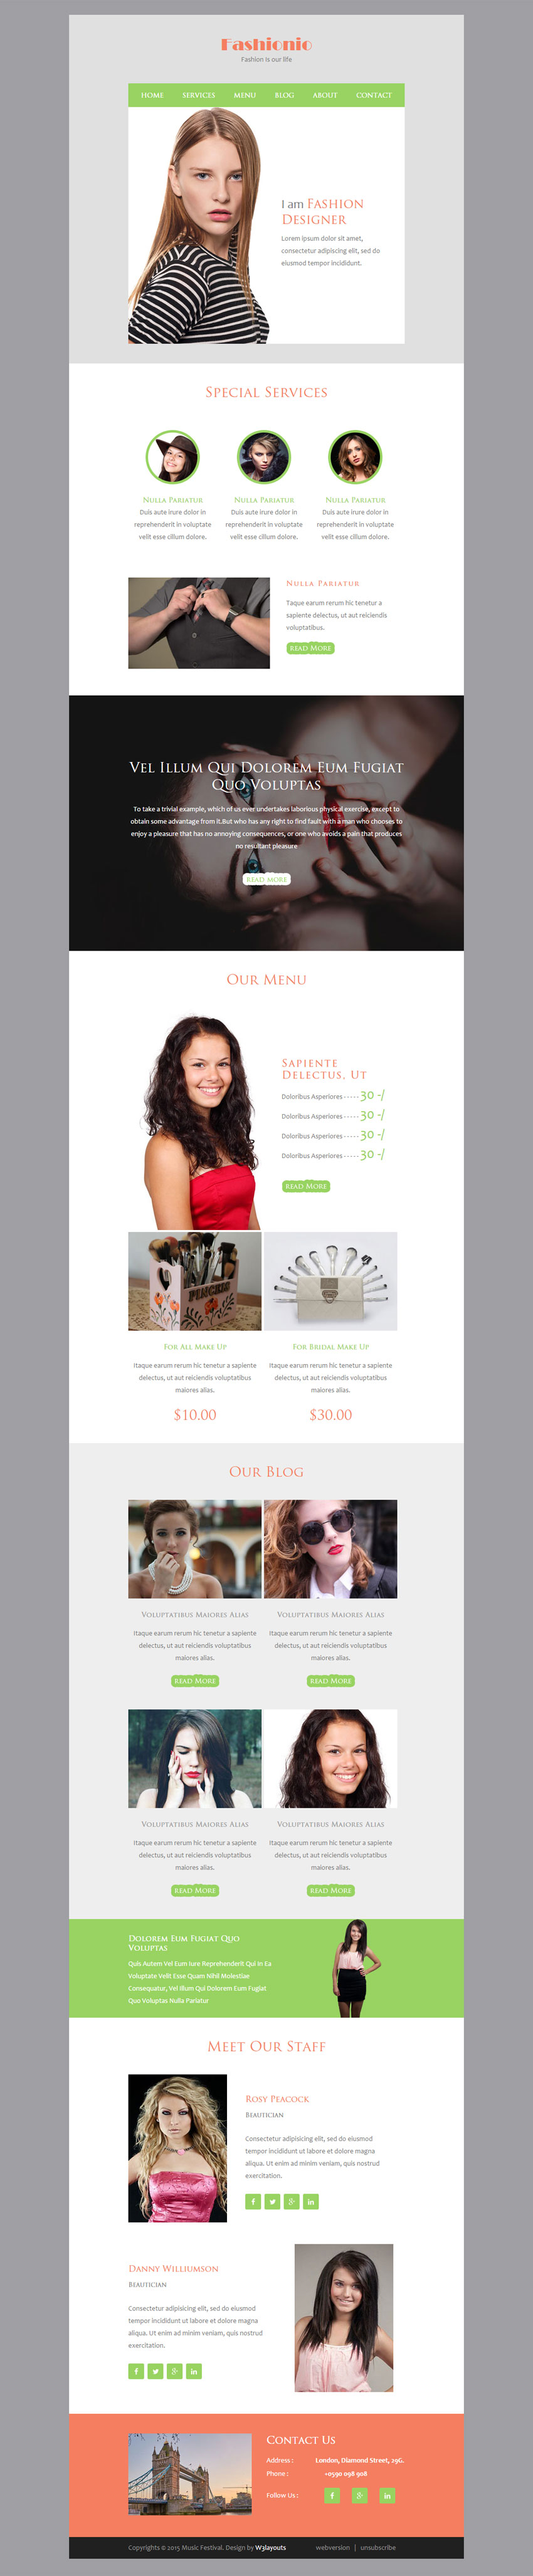 Fashionio
Fashion Is our life
HOME SERVICES MENU BLOG ABOUT CONTACT
I am FASHION
DESIGNER
Lorem ipsum dolor sit amet,
consectetur adipiscing elit, sed do
eiusmod tempor incididunt.
Special Services
Nulla Pariatur Nulla Pariatur Nulla Pariatur
Duis aute irure dolor in Duis aute irure dolor in Duis aute irure dolor in
reprehenderit in voluptate reprehenderit in voluptate reprehenderit in voluptate
velit esse cillum dolore. velit esse cillum dolore. velit esse cillum dolore.
Nulla Pariatur
Taque earum rerum hic tenetur a
sapiente delectus, ut aut reiciendis
voluptatibus.
read More
Vel Illum Qui Dolorem Eum Fugiat
Quo Voluptas
To take a trivial example, which of us ever undertakes laborious physical exercise, except to
obtain some advantage from it.But who has any right to find fault with a man who chooses to
enjoy a pleasure that has no annoying consequences, or one who avoids a pain that produces
no resultant pleasure
read more
Our Menu
Sapiente
Delectus, Ut
Doloribus Asperiores - - - - - 30 -/
Doloribus Asperiores - - - - - 30 -/
Doloribus Asperiores - - - - - 30 -/
Doloribus Asperiores - - - - - 30 -/
read More
PENCILES
For All Make Up For Bridal Make Up
Itaque earum rerum hic tenetur a sapiente Itaque earum rerum hic tenetur a sapiente
delectus, ut aut reiciendis voluptatibus delectus, ut aut reiciendis voluptatibus
maiores alias. maiores alias.
$10.00 $30.00
Our Blog
Voluptatibus Maiores Alias Voluptatibus Maiores Alias
Itaque earum rerum hic tenetur a sapiente Itaque earum rerum hic tenetur a sapiente
delectus, ut aut reiciendis voluptatibus delectus, ut aut reiciendis voluptatibus
maiores alias. maiores alias.
read More read More
Voluptatibus Maiores Alias Voluptatibus Maiores Alias
Itaque earum rerum hic tenetur a sapiente Itaque earum rerum hic tenetur a sapiente
delectus, ut aut reiciendis voluptatibus delectus, ut aut reiciendis voluptatibus
maiores alias. maiores alias.
read More read More
Dolorem Eum Fugiat Quo
Voluptas
Quis Autem Vel Eum Iure Reprehenderit Qui In Ea
Voluptate Velit Esse Quam Nihil Molestiae
Consequatur, Vel Illum Qui Dolorem Eum Fugiat
Quo Voluptas Nulla Pariatur
Meet Our Staff
Rosy Peacock
Beautician
Consectetur adipisicing elit, sed do eiusmod
tempor incididunt ut labore et dolore magna
aliqua. Ut enim ad minim veniam, quis nostrud
exercitation.
Danny Williumson
Beautician
Consectetur adipisicing elit, sed do eiusmod
tempor incididunt ut labore et dolore magna
aliqua. Ut enim ad minim veniam, quis nostrud
exercitation.
Contact Us
Address : London, Diamond Street, 29G.
Phone : +0590 098 908
Follow Us :
Copyrights © 2015 Music Festival. Design by W3layouts webversion | unsubscribe